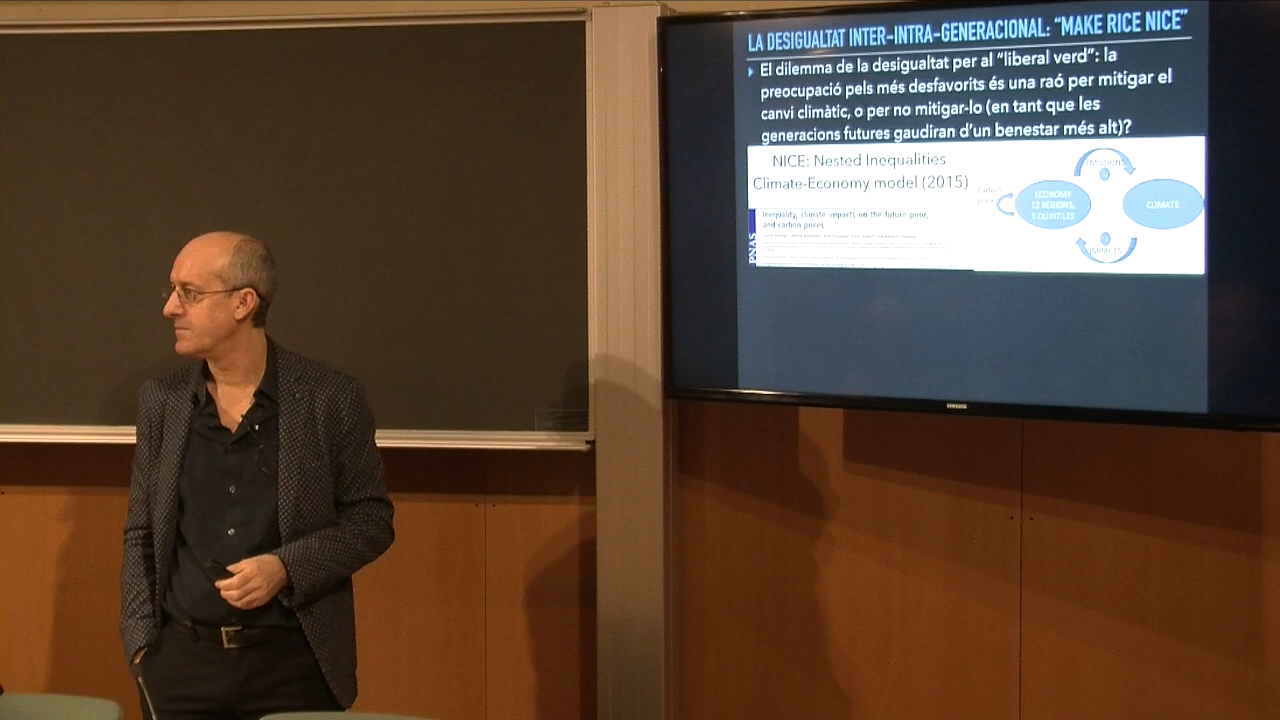 LA DESIGUALTAT INTER-INTRA-GENERACIONAL: “MAKE RICE NICE”
El dilemma de la desigualtat per al “liberal verd”: la
preocupació pels més desfavorits és una raó per mitigar el
canvi climàtic, o per no mitigar-lo (en tant que les
generacions futures gaudiran d’un benestar més alt)?
NICE: Nested Inequalities
Climate-Economy model (2015)
PNAS
Inequality, climate impacts on the future poor,
and carbon prices
Carbon
price
EMISSIONS
ECONOMY
12 REGIONS,
5 QUINTILES
CLIMATE
IMPACTS
SAMSUNG